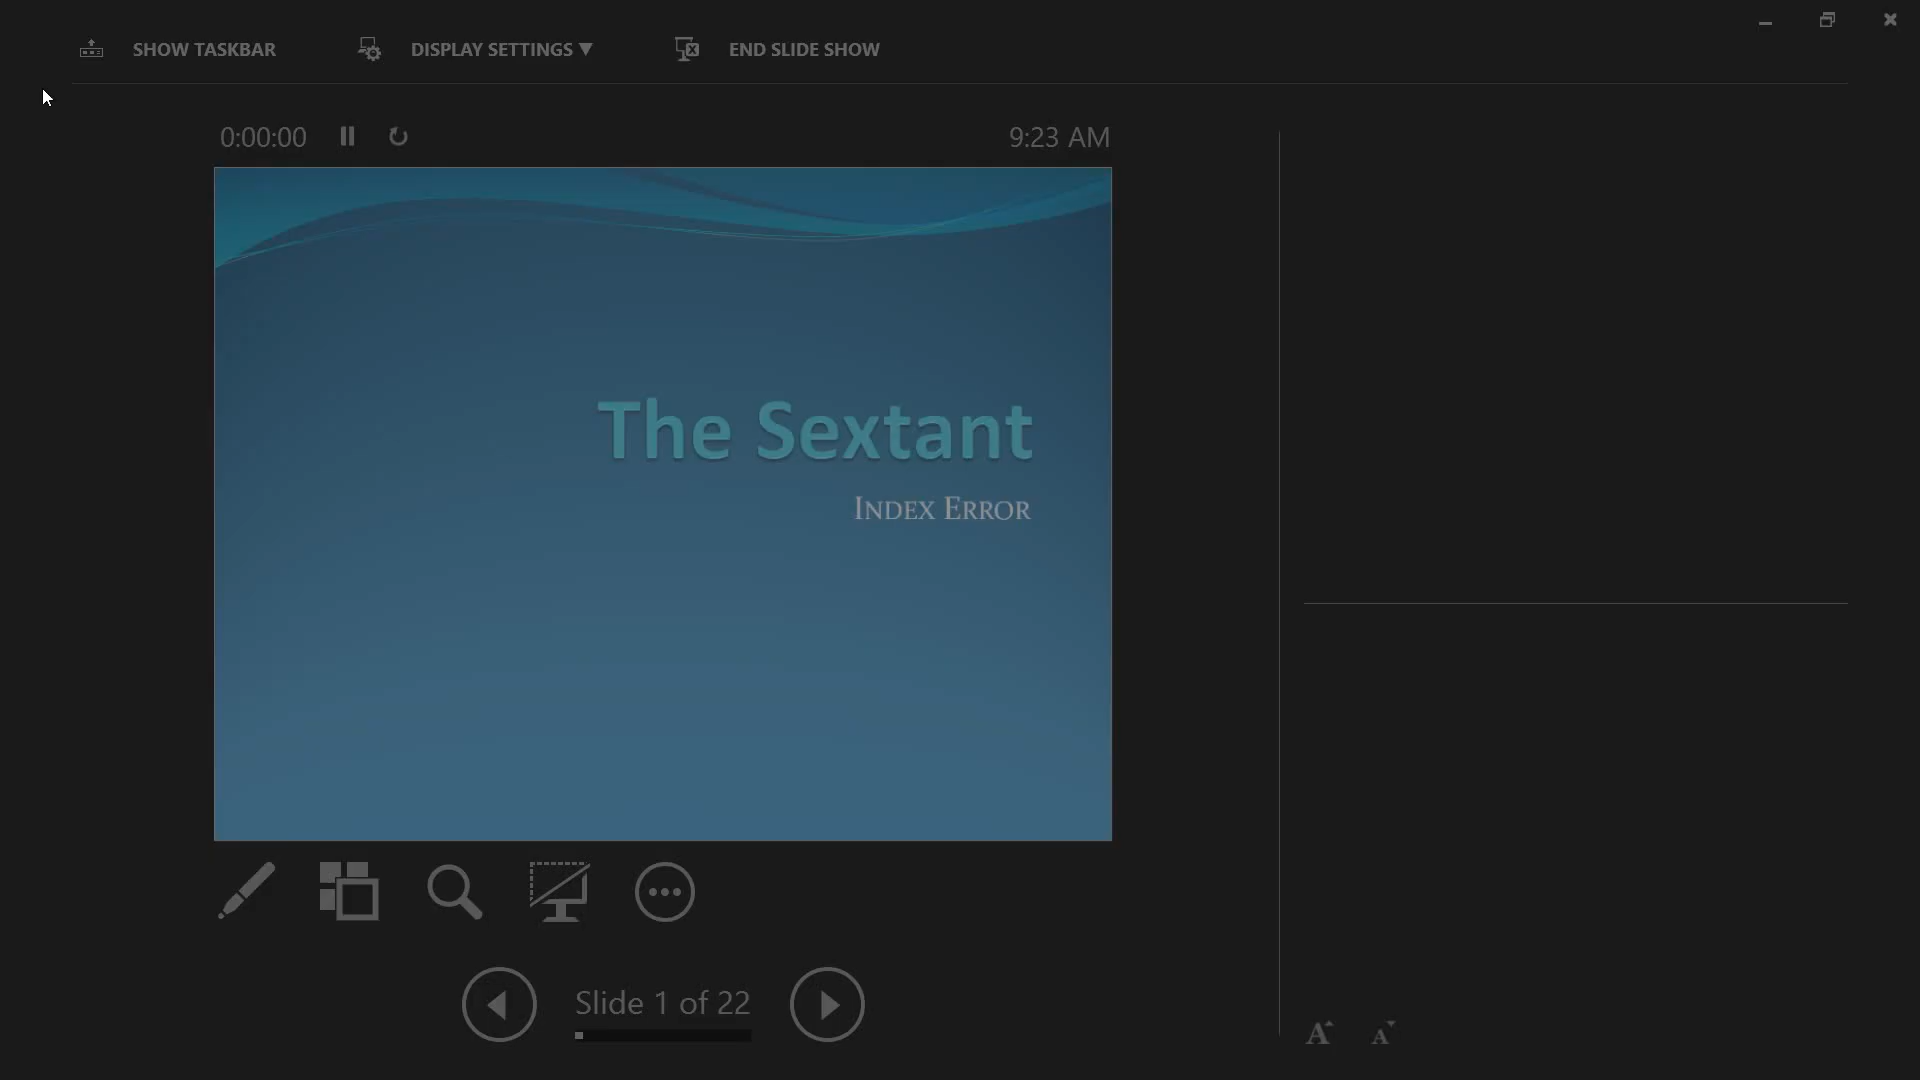 SHOW TASKBAR
DISPLAY SETTINGS ▼
END SLIDE SHOW
0:00:00
9:23 AM
The Sextant
INDEX ERROR
Slide 1 of 22
A
A